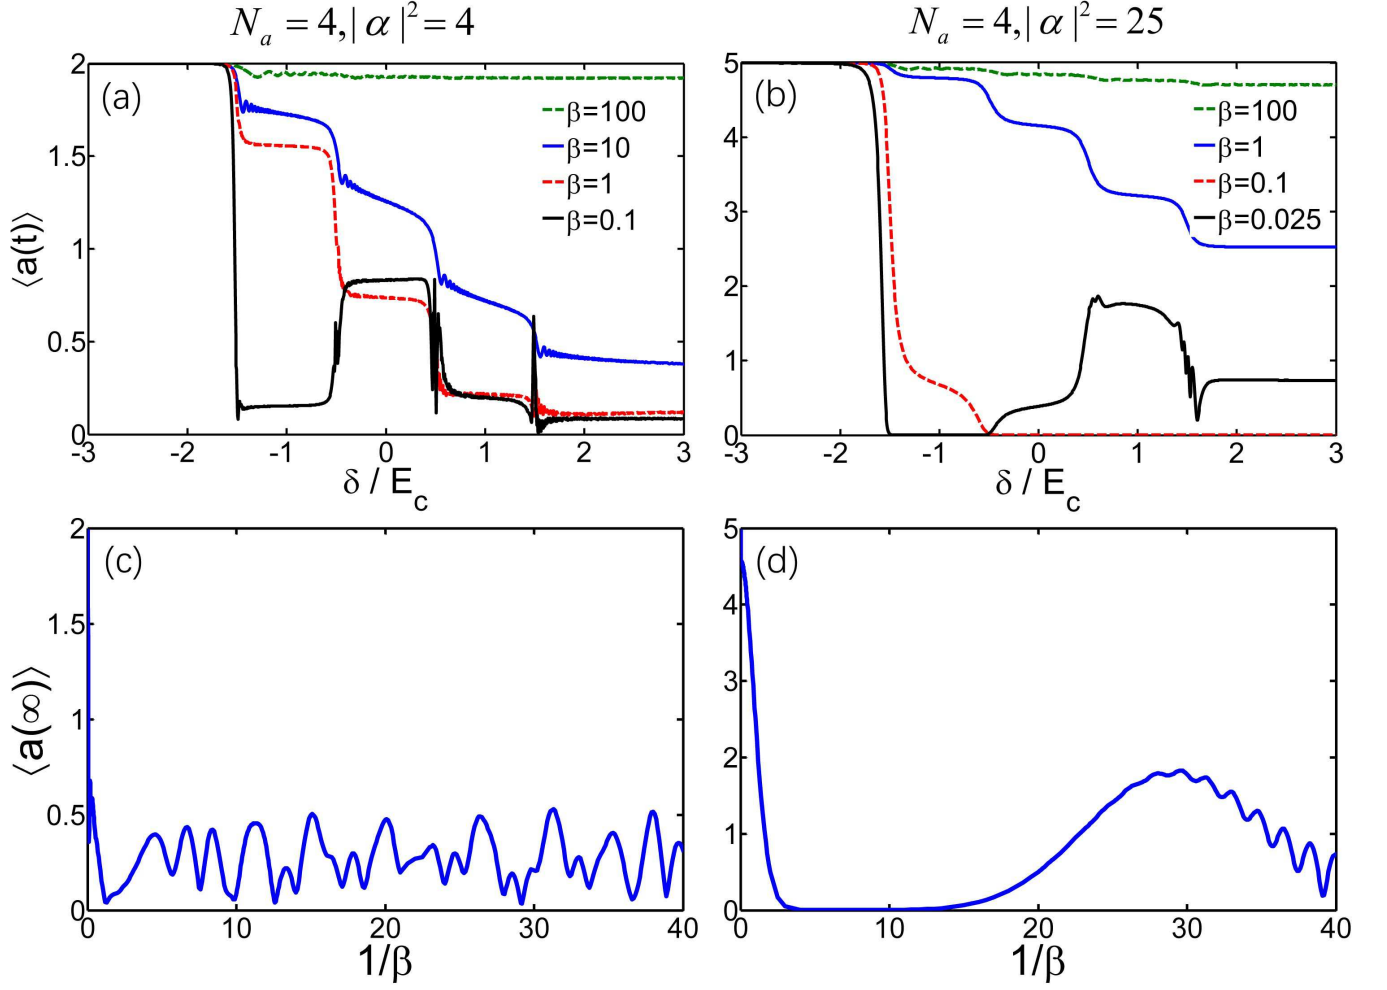 N_a = 4, |α|² = 4
N_a = 4, |α|² = 25
(a)
⟨a(t)⟩
2
1.5
1
0.5
0
-3 -2 -1 0 1 2 3
δ / E_c
β=100
β=10
β=1
β=0.1
(b)
5
4
3
2
1
0
-3 -2 -1 0 1 2 3
δ / E_c
β=100
β=1
β=0.1
β=0.025
(c)
⟨a(∞)⟩
2
1.5
1
0.5
0
0 10 20 30 40
1/β
(d)
5
4
3
2
1
0
0 10 20 30 40
1/β